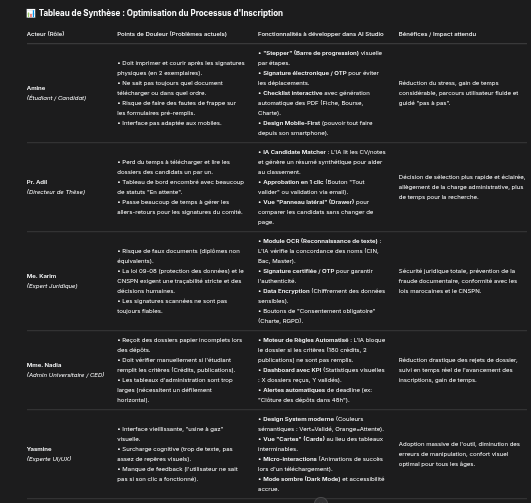 📊 Tableau de Synthèse : Optimisation du Processus d'Inscription
Acteur (Rôle)
Points de Douleur (Problèmes actuels)
Fonctionnalités à développer dans AI Studio
Bénéfices / Impact attendu
Amine
(Étudiant / Candidat)
• Doit imprimer et courir après les signatures
physiques (en 2 exemplaires).
• Ne sait pas toujours quel document
télécharger ou dans quel ordre.
• Risque de faire des fautes de frappe sur
les formulaires pré-remplis.
• Interface pas adaptée aux mobiles.
• "Stepper" (Barre de progression) visuelle
par étapes.
• Signature électronique / OTP pour éviter
les déplacements.
• Checklist interactive avec génération
automatique des PDF (Fiche, Bourse,
Charte).
• Design Mobile-First (pouvoir tout faire
depuis son smartphone).
Réduction du stress, gain de temps
considérable, parcours utilisateur fluide et
guidé "pas à pas".
Pr. Adil
(Directeur de Thèse)
• Perd du temps à télécharger et lire les
dossiers des candidats un par un.
• Tableau de bord encombré avec beaucoup
de statuts "En attente".
• Passe beaucoup de temps à gérer les
allers-retours pour les signatures du comité.
• IA Candidate Matcher : L'IA lit les CV/notes
et génère un résumé synthétique pour aider
au classement.
• Approbation en 1 clic (Bouton "Tout
valider" ou validation via email).
• Vue "Panneau latéral" (Drawer) pour
comparer les candidats sans changer de
page.
Décision de sélection plus rapide et éclairée,
allègement de la charge administrative, plus
de temps pour la recherche.
Me. Karim
(Expert Juridique)
• Risque de faux documents (diplômes non
équivalents).
• La loi 09-08 (protection des données) et le
CNSPN exigent une traçabilité stricte et des
décisions humaines.
• Les signatures scannées ne sont pas
toujours fiables.
• Module OCR (Reconnaissance de texte) :
L'IA vérifie la concordance des noms (CIN,
Bac, Master).
• Signature certifiée / OTP pour garantir
l'authenticité.
• Data Encryption (Chiffrement des données
sensibles).
• Boutons de "Consentement obligatoire"
(Charte, RGPD).
Sécurité juridique totale, prévention de la
fraude documentaire, conformité avec les
lois marocaines et le CNSPN.
Mme. Nadia
(Admin Universitaire / CED)
• Reçoit des dossiers papier incomplets lors
des dépôts.
• Doit vérifier manuellement si l'étudiant
remplit les critères (Crédits, publications).
• Les tableaux d'administration sont trop
larges (nécessitent un défilement
horizontal).
• Moteur de Règles Automatisé : L'IA bloque
le dossier si les critères (180 crédits, 2
publications) ne sont pas remplis.
• Dashboard avec KPI (Statistiques visuelles
: X dossiers reçus, Y validés).
• Alertes automatiques de deadline (ex:
"Clôture des dépôts dans 48h").
Réduction drastique des rejets de dossier,
suivi en temps réel de l'avancement des
inscriptions, gain de temps.
Yasmine
(Experte UI/UX)
• Interface vieillissante, "usine à gaz"
visuelle.
• Surcharge cognitive (trop de texte, pas
assez de repères visuels).
• Manque de feedback (l'utilisateur ne sait
pas si son clic a fonctionné).
• Design System moderne (Couleurs
sémantiques : Vert=Validé, Orange=Attente).
• Vue "Cartes" (Cards) au lieu des tableaux
interminables.
• Micro-interactions (Animations de succès
lors d'un téléchargement).
• Mode sombre (Dark Mode) et accessibilité
accrue.
Adoption massive de l'outil, diminution des
erreurs de manipulation, confort visuel
optimal pour tous les âges.